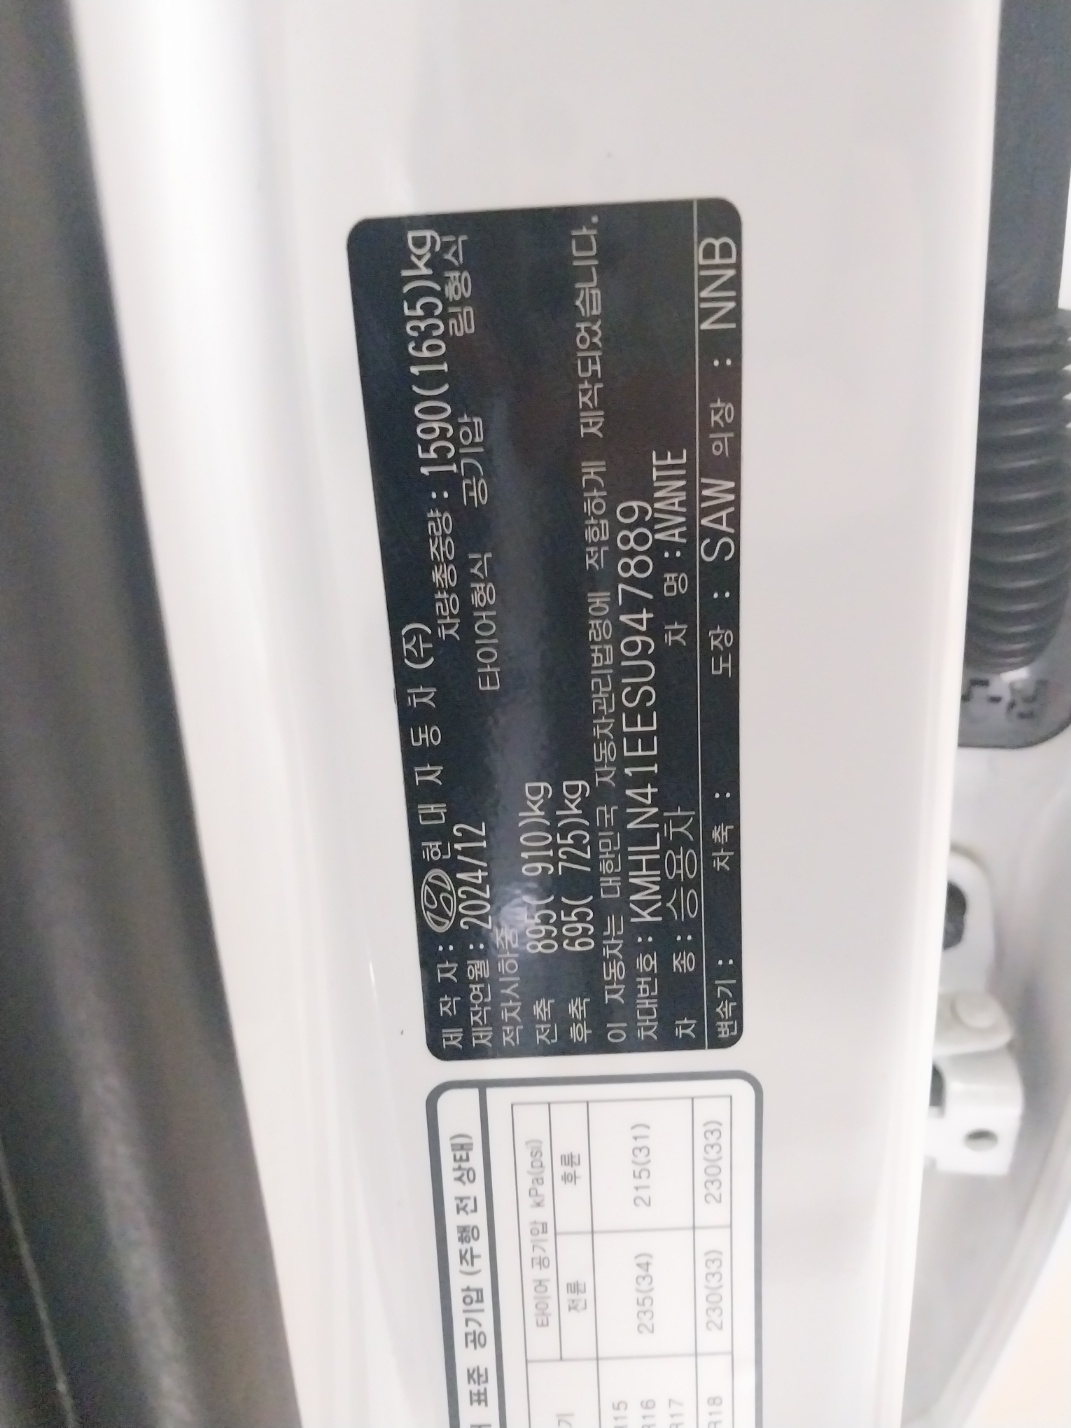 제 작 자 : 현 대 자 동 차 (주)
제작연월 : 2024/12 차량총중량 : 1590(1635)kg
적차시하중 타이어형식 공기압 림형식
전축 895( 910)kg
후축 695( 725)kg
이 자동차는 대한민국 자동차관리법령에 적합하게 제작되었습니다.
차대번호 : KMHLN41EESU947889
차 종 : 승용차 차 명 : AVANTE
변속기 : 차축 : 도장 : SAW 의장 : NNB
표준 공기압 (주행 전 상태)
타이어 공기압 kPa(psi)
전륜 후륜
R15
R16 235(34) 215(31)
R17
R18 230(33) 230(33)